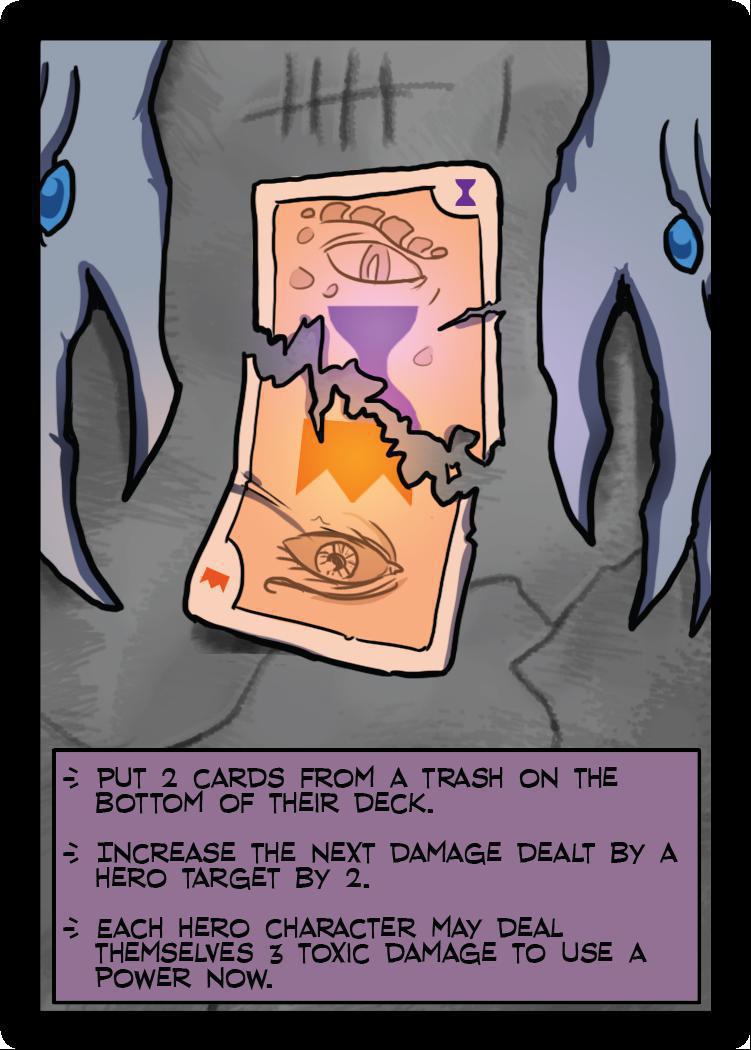 PUT 2 CARDS FROM A TRASH ON THE
BOTTOM OF THEIR DECK.
INCREASE THE NEXT DAMAGE DEALT BY A
HERO TARGET BY 2.
EACH HERO CHARACTER MAY DEAL
THEMSELVES 3 TOXIC DAMAGE TO USE A
POWER NOW.